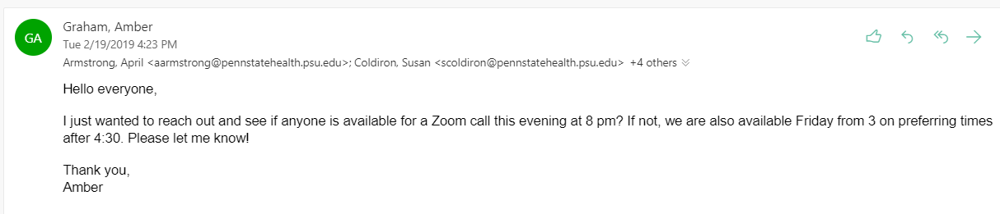 GA
Graham, Amber
Tue 2/19/2019 4:23 PM
Armstrong, April <aarmstrong@pennstatehealth.psu.edu>; Coldiron, Susan <scoldiron@pennstatehealth.psu.edu> +4 others
Hello everyone,
I just wanted to reach out and see if anyone is available for a Zoom call this evening at 8 pm? If not, we are also available Friday from 3 on preferring times
after 4:30. Please let me know!
Thank you,
Amber